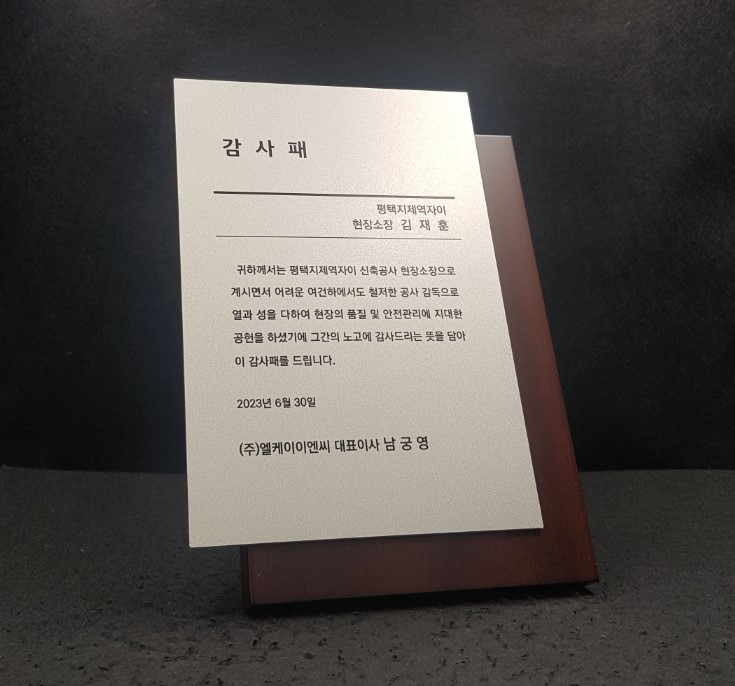 감 사 패
평택지제역자이
현장소장 김 재 훈
귀하께서는 평택지제역자이 신축공사 현장소장으로
계시면서 어려운 여건하에서도 철저한 공사 감독으로
열과 성을 다하여 현장의 품질 및 안전관리에 지대한
공헌을 하셨기에 그간의 노고에 감사드리는 뜻을 담아
이 감사패를 드립니다.
2023년 6월 30일
(주)엘케이이엔씨 대표이사 남 궁 영